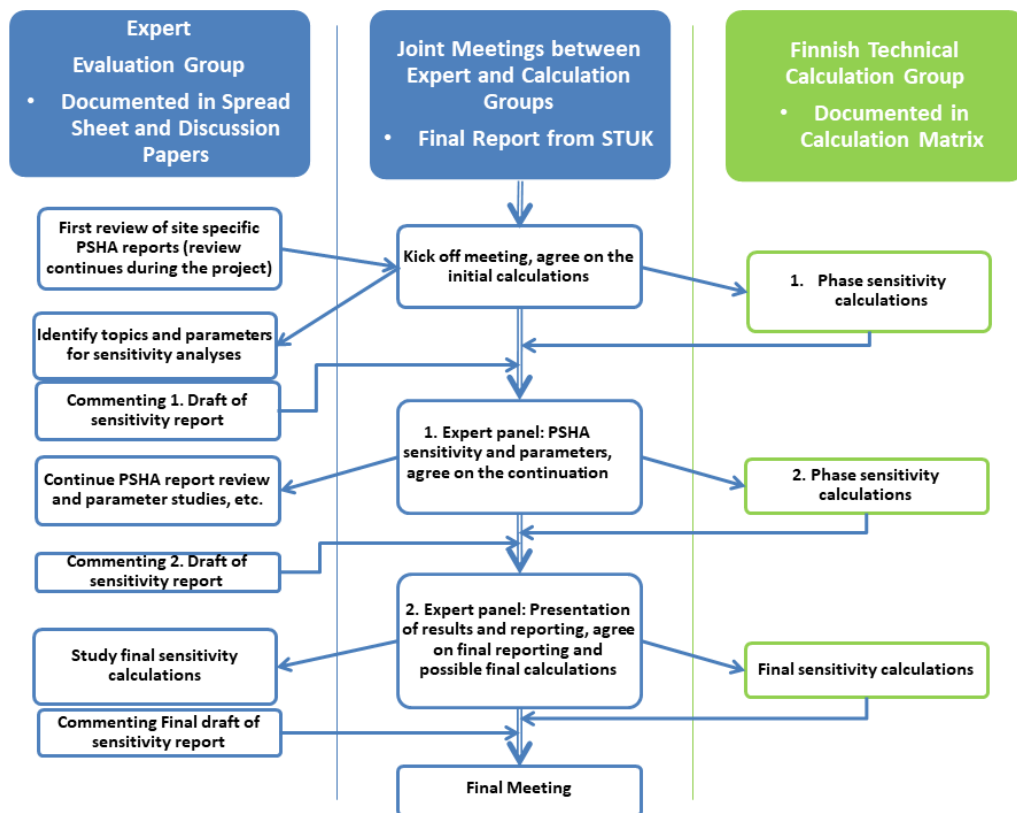 Expert
Evaluation Group
• Documented in Spread
Sheet and Discussion
Papers
Joint Meetings between
Expert and Calculation
Groups
• Final Report from STUK
Finnish Technical
Calculation Group
• Documented in
Calculation Matrix
First review of site specific
PSHA reports (review
continues during the project)
Kick off meeting, agree on the
initial calculations
1. Phase sensitivity
calculations
Identify topics and parameters
for sensitivity analyses
Commenting 1. Draft of
sensitivity report
1. Expert panel: PSHA
sensitivity and parameters,
agree on the continuation
Continue PSHA report review
and parameter studies, etc.
2. Phase sensitivity
calculations
Commenting 2. Draft of
sensitivity report
2. Expert panel: Presentation
of results and reporting, agree
on final reporting and
possible final calculations
Study final sensitivity
calculations
Final sensitivity calculations
Commenting Final draft of
sensitivity report
Final Meeting